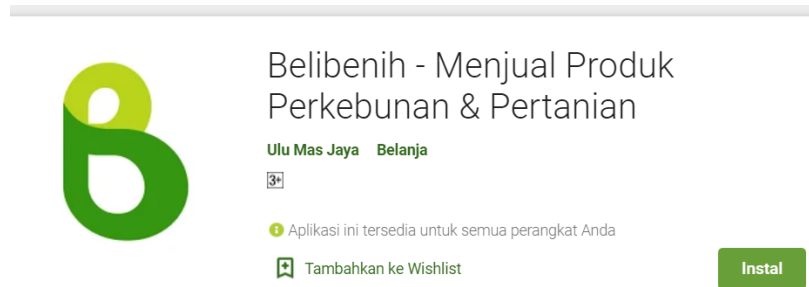 Belibenih - Menjual Produk
Perkebunan & Pertanian
Ulu Mas Jaya Belanja
3+
Aplikasi ini tersedia untuk semua perangkat Anda
Tambahkan ke Wishlist
Instal